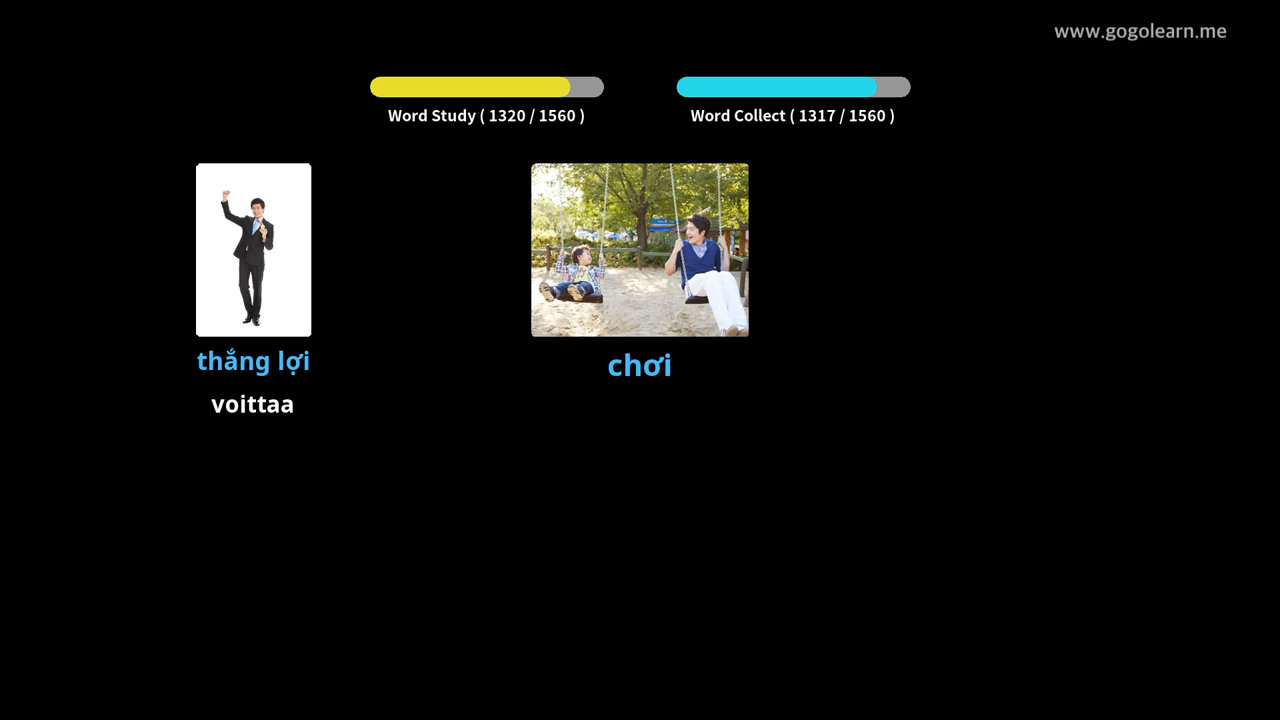 www.gogolearn.me
Word Study ( 1320 / 1560 )
Word Collect ( 1317 / 1560 )
thắng lợi
voittaa
chơi